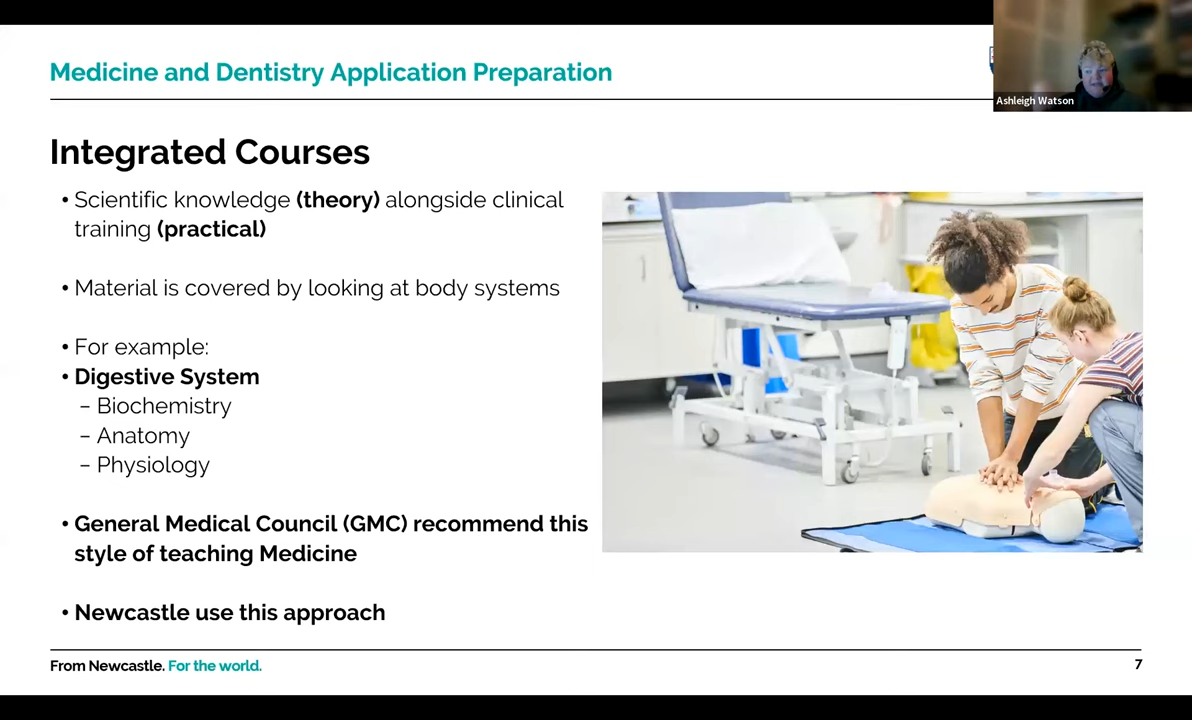 Medicine and Dentistry Application Preparation
Ashleigh Watson
Integrated Courses
• Scientific knowledge (theory) alongside clinical
training (practical)
• Material is covered by looking at body systems
• For example:
• Digestive System
– Biochemistry
– Anatomy
– Physiology
• General Medical Council (GMC) recommend this
style of teaching Medicine
• Newcastle use this approach
From Newcastle. For the world.
7